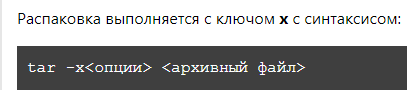 Распаковка выполняется с ключом x с синтаксисом:
tar -x<опции> <архивный файл>